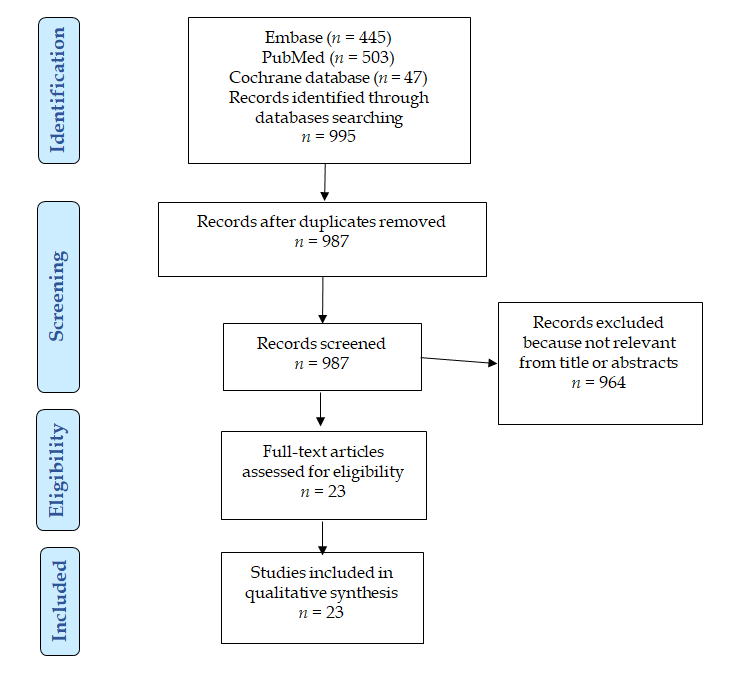 Identification
Embase (n = 445)
PubMed (n = 503)
Cochrane database (n = 47)
Records identified through
databases searching
n = 995
Screening
Records after duplicates removed
n = 987
Records screened
n = 987
Records excluded
because not relevant
from title or abstracts
n = 964
Eligibility
Full-text articles
assessed for eligibility
n = 23
Included
Studies included in
qualitative synthesis
n = 23